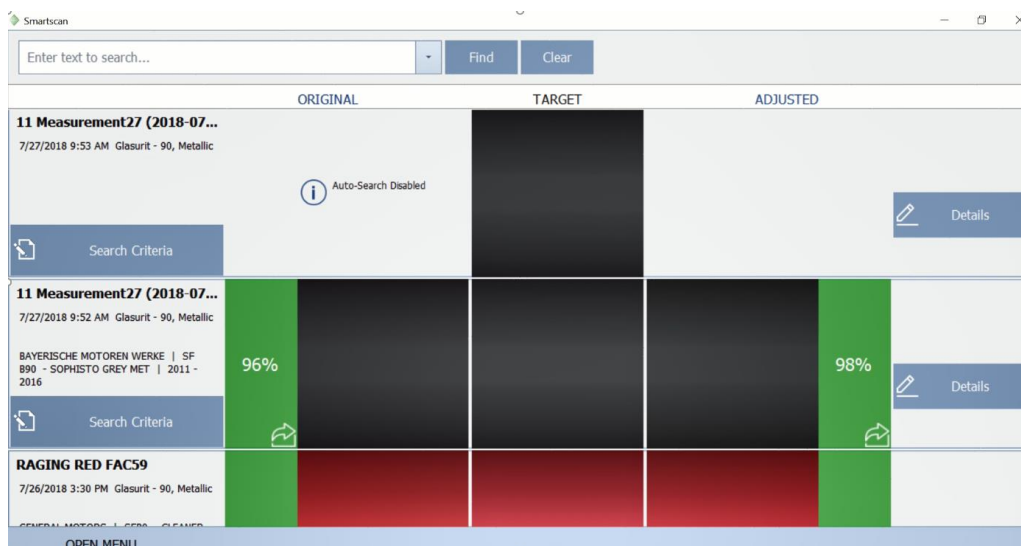 Smartscan
Enter text to search...
Find
Clear
ORIGINAL
TARGET
ADJUSTED
11 Measurement27 (2018-07...
7/27/2018 9:53 AM Glasurit - 90, Metallic
i
Auto-Search Disabled
Search Criteria
Details
11 Measurement27 (2018-07...
7/27/2018 9:52 AM Glasurit - 90, Metallic
BAYERISCHE MOTOREN WERKE | SF
B90 - SOPHISTO GREY MET | 2011 -
2016
Search Criteria
96%
98%
Details
RAGING RED FAC59
7/26/2018 3:30 PM Glasurit - 90, Metallic
GENERAL MOTORS
OPEN MENU